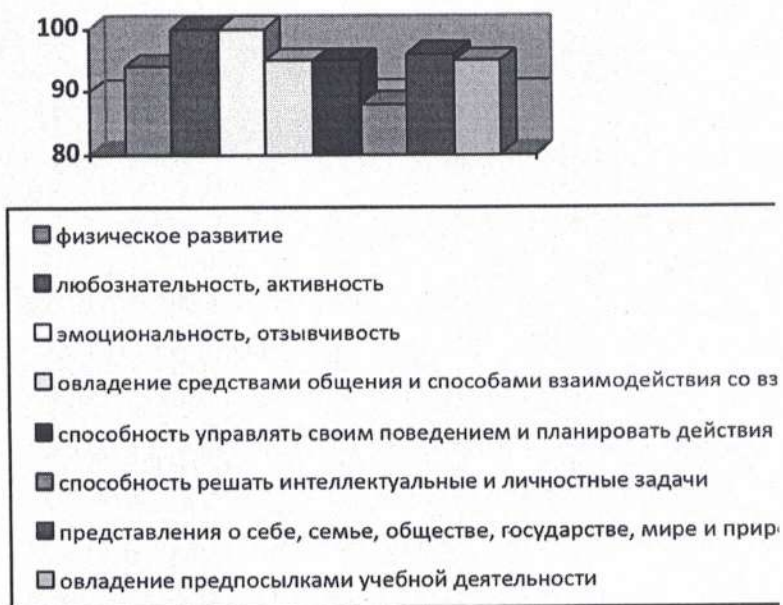 100
90
80
физическое развитие
любознательность, активность
эмоциональность, отзывчивость
овладение средствами общения и способами взаимодействия со вз
способность управлять своим поведением и планировать действия
способность решать интеллектуальные и личностные задачи
представления о себе, семье, обществе, государстве, мире и прир
овладение предпосылками учебной деятельности